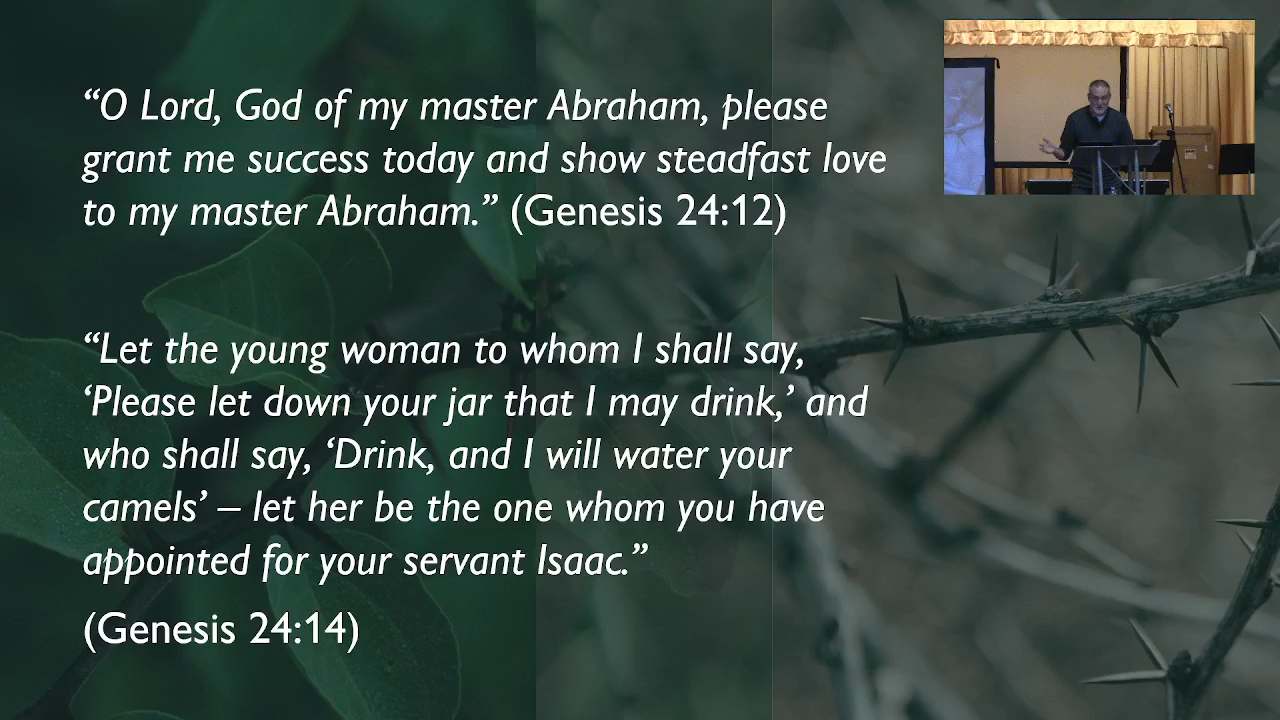 “O Lord, God of my master Abraham, please
grant me success today and show steadfast love
to my master Abraham.” (Genesis 24:12)
“Let the young woman to whom I shall say,
‘Please let down your jar that I may drink,’ and
who shall say, ‘Drink, and I will water your
camels’ – let her be the one whom you have
appointed for your servant Isaac.”
(Genesis 24:14)